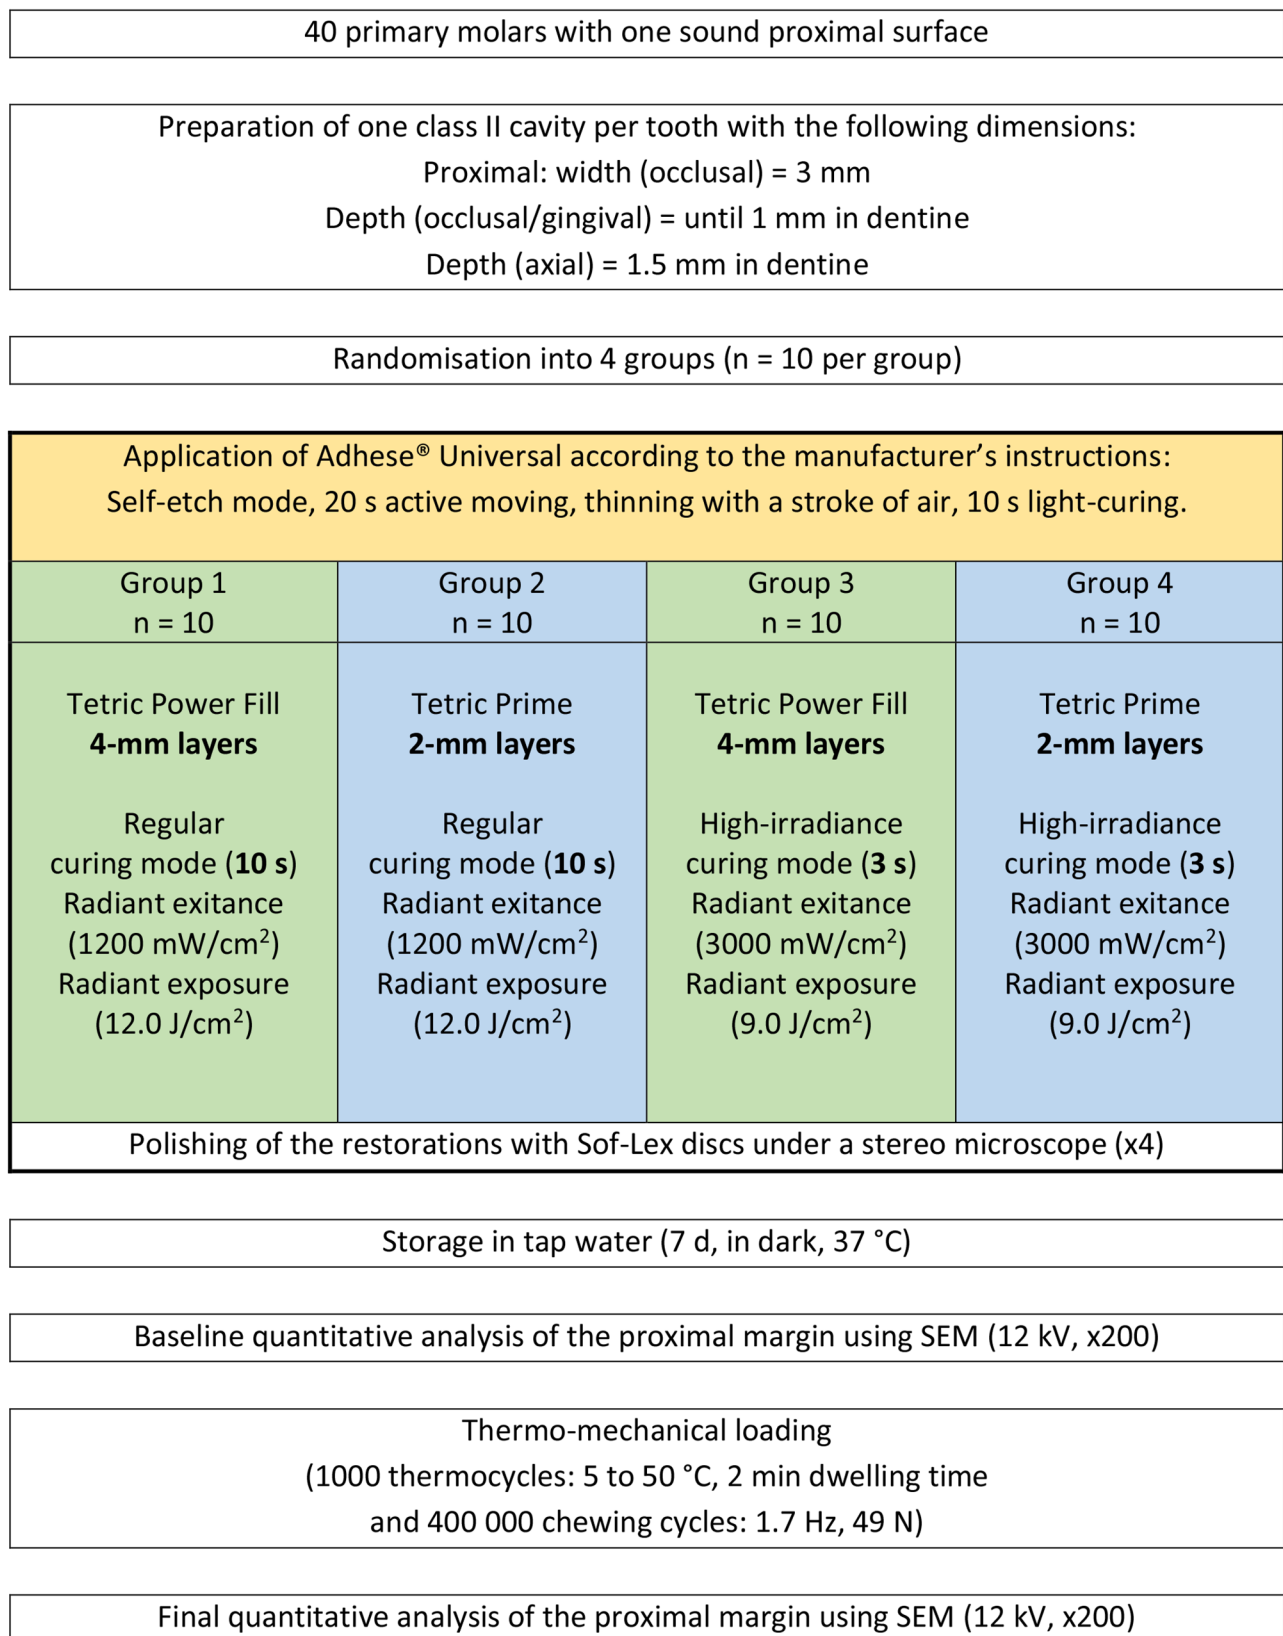 40 primary molars with one sound proximal surface
Preparation of one class II cavity per tooth with the following dimensions:
Proximal: width (occlusal) = 3 mm
Depth (occlusal/gingival) = until 1 mm in dentine
Depth (axial) = 1.5 mm in dentine
Randomisation into 4 groups (n = 10 per group)
Application of Adhese® Universal according to the manufacturer’s instructions:
Self-etch mode, 20 s active moving, thinning with a stroke of air, 10 s light-curing.
Group 1
n = 10
Group 2
n = 10
Group 3
n = 10
Group 4
n = 10
Tetric Power Fill
4-mm layers
Regular
curing mode (10 s)
Radiant exitance
(1200 mW/cm²)
Radiant exposure
(12.0 J/cm²)
Tetric Prime
2-mm layers
Regular
curing mode (10 s)
Radiant exitance
(1200 mW/cm²)
Radiant exposure
(12.0 J/cm²)
Tetric Power Fill
4-mm layers
High-irradiance
curing mode (3 s)
Radiant exitance
(3000 mW/cm²)
Radiant exposure
(9.0 J/cm²)
Tetric Prime
2-mm layers
High-irradiance
curing mode (3 s)
Radiant exitance
(3000 mW/cm²)
Radiant exposure
(9.0 J/cm²)
Polishing of the restorations with Sof-Lex discs under a stereo microscope (x4)
Storage in tap water (7 d, in dark, 37 °C)
Baseline quantitative analysis of the proximal margin using SEM (12 kV, x200)
Thermo-mechanical loading
(1000 thermocycles: 5 to 50 °C, 2 min dwelling time
and 400 000 chewing cycles: 1.7 Hz, 49 N)
Final quantitative analysis of the proximal margin using SEM (12 kV, x200)